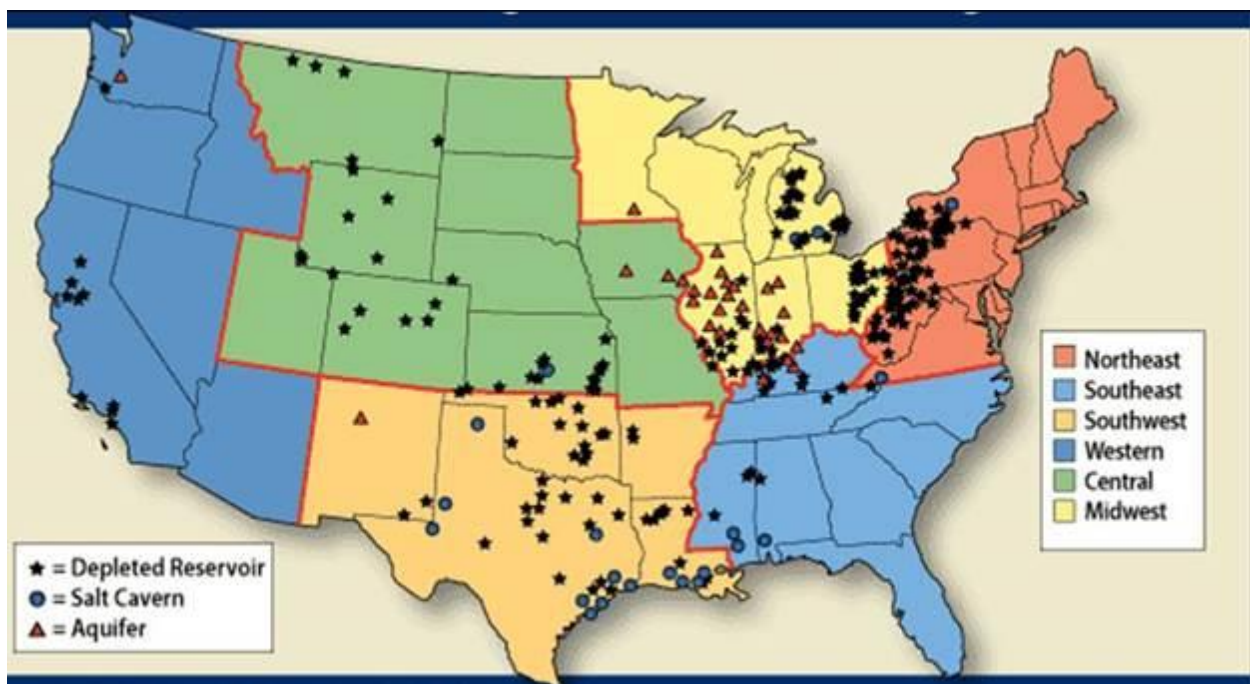 Northeast
Southeast
Southwest
Western
Central
Midwest
= Depleted Reservoir
= Salt Cavern
= Aquifer